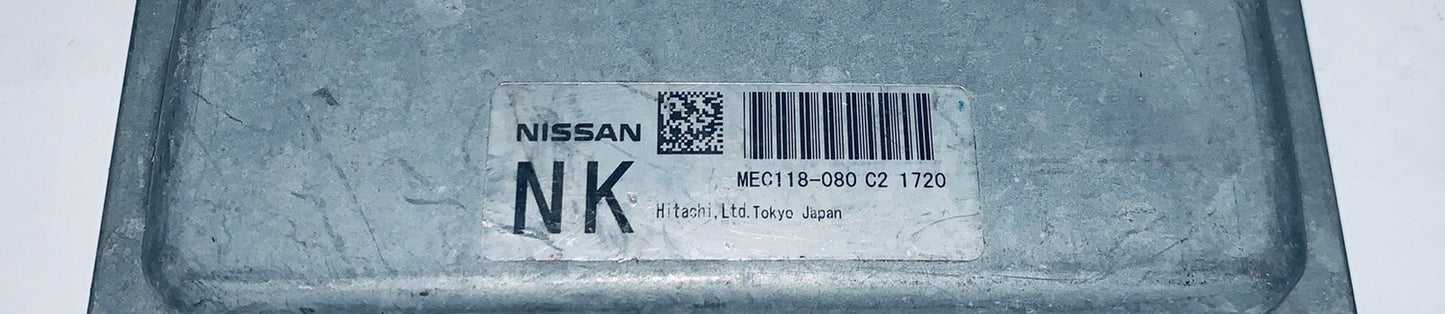 NISSAN
NK
MEC118-080 C2 1720
Hitachi,Ltd.Tokyo Japan